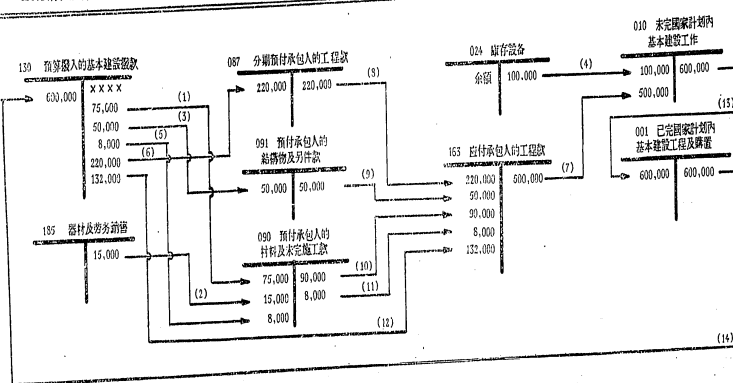 130 預算撥入的基本建設撥款
600,000 ××××
75,000
50,000
8,000
220,000
132,000
(1)
(3)
(5)
(6)
185 器材及劳务銷售
15,000
(2)
087 分期預付承包人的工程款
220,000 220,000
(8)
091 預付承包人的
結構物及另件款
50,000 50,000
(9)
090 預付承包人的
材料及未完施工款
75,000 90,000
15,000 8,000
8,000
(10)
(11)
(12)
024 庫存設备
余額 100,000
(4)
163 应付承包人的工程款
220,000 500,000
50,000
90,000
8,000
132,000
(7)
010 未完國家計划內
基本建設工作
100,000 600,000
500,000
(13)
001 已完國家計划內
基本建設工程及購置
600,000 600,000
(14)